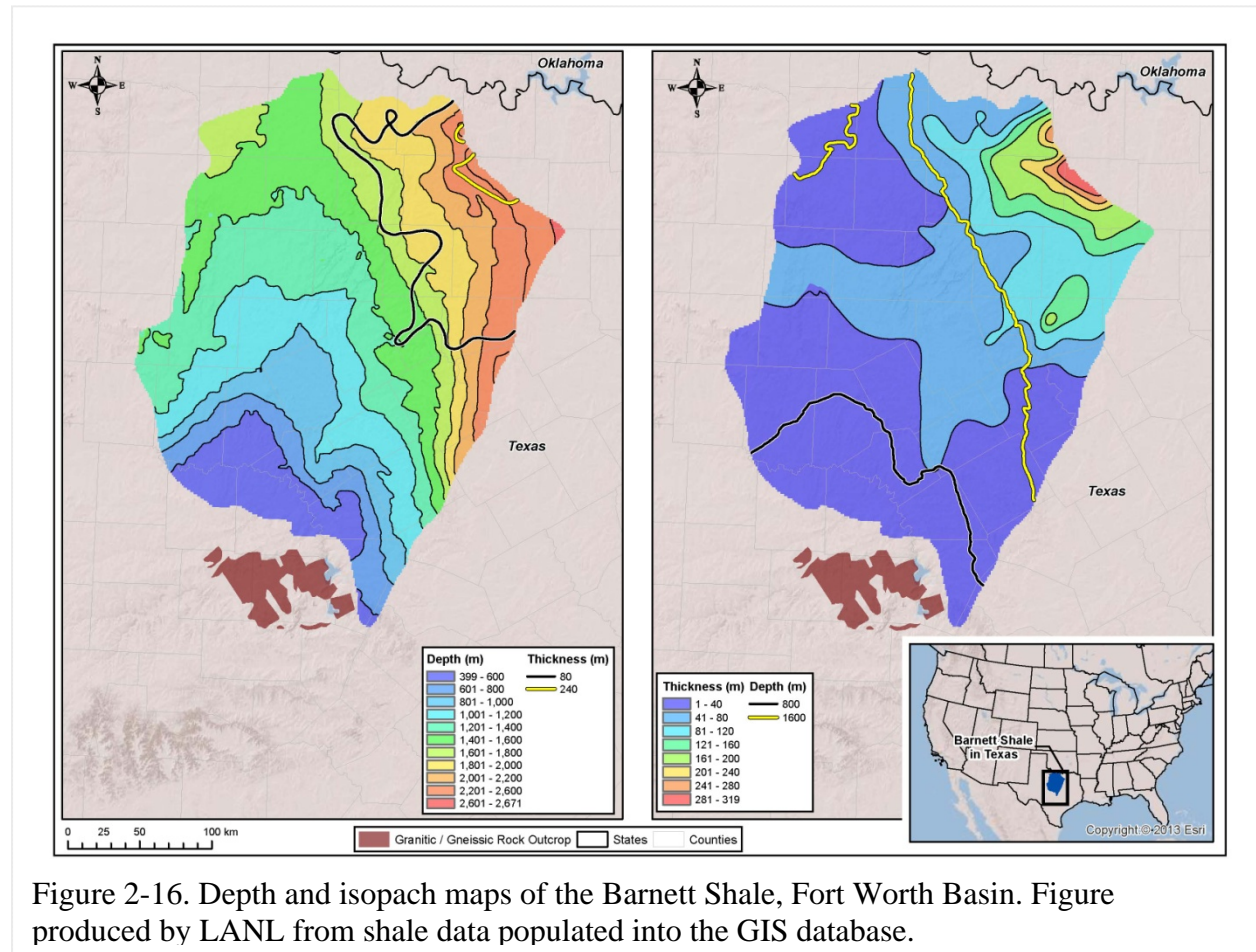 N
W E
S
Oklahoma
Texas
Depth (m) Thickness (m)
399 - 600 80
601 - 800 240
801 - 1,000
1,001 - 1,200
1,201 - 1,400
1,401 - 1,600
1,601 - 1,800
1,801 - 2,000
2,001 - 2,200
2,201 - 2,600
2,601 - 2,671
N
W E
S
Oklahoma
Texas
Thickness (m) Depth (m)
1 - 40 800
41 - 80 1600
81 - 120
121 - 160
161 - 200
201 - 240
241 - 280
281 - 319
Barnett Shale
in Texas
Copyright:© 2013 Esri
0 25 50 100 km
Granitic / Gneissic Rock Outcrop States Counties
Figure 2-16. Depth and isopach maps of the Barnett Shale, Fort Worth Basin. Figure
produced by LANL from shale data populated into the GIS database.